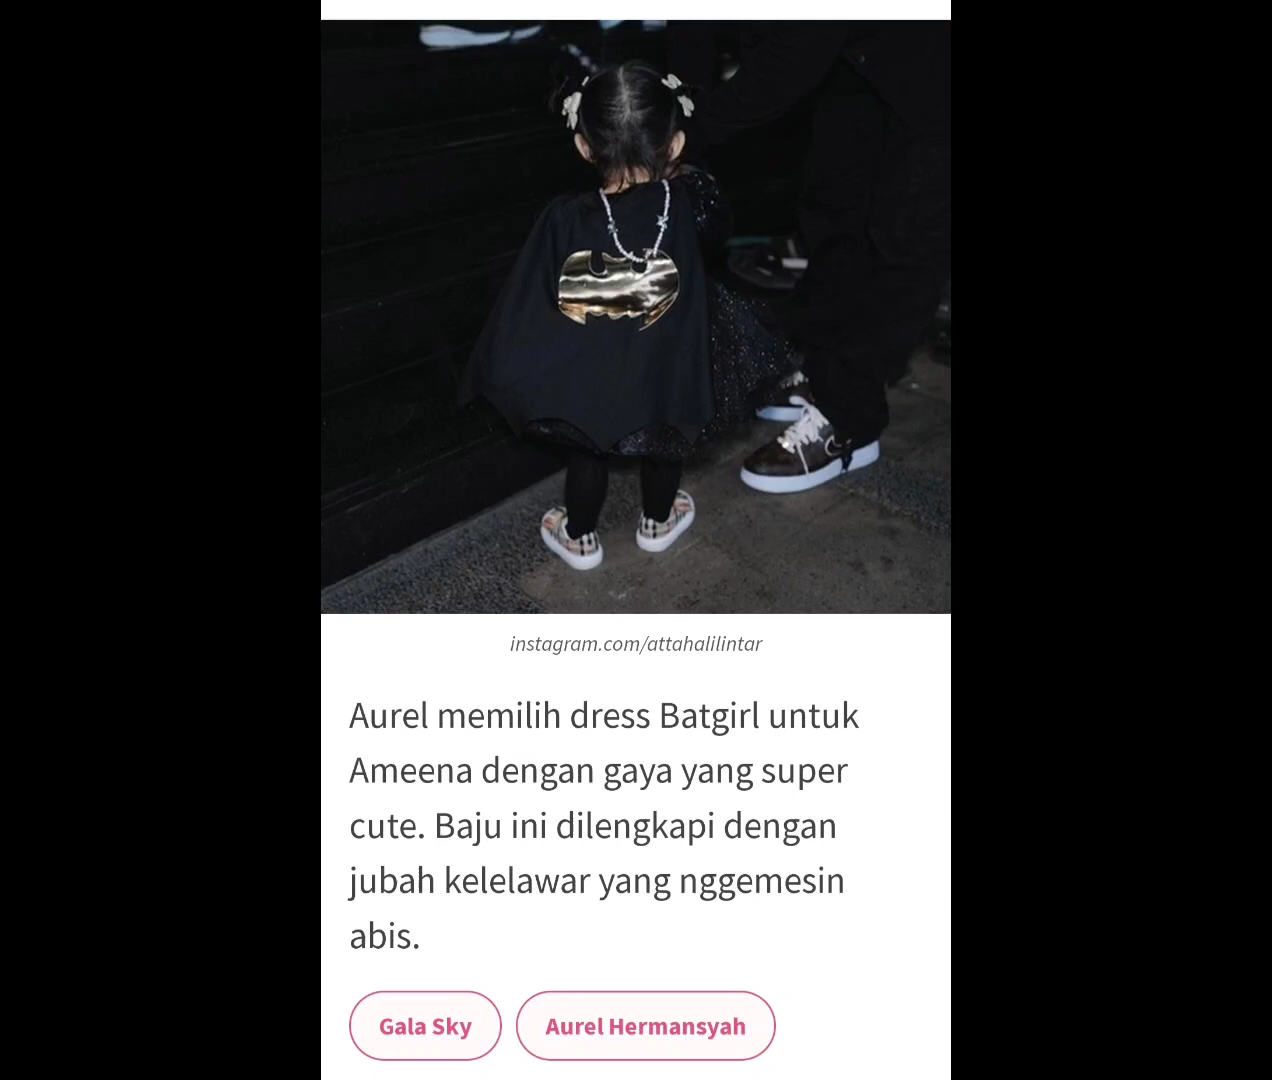 instagram.com/attahalilintar
Aurel memilih dress Batgirl untuk
Ameena dengan gaya yang super
cute. Baju ini dilengkapi dengan
jubah kelelawar yang nggemesin
abis.
Gala Sky
Aurel Hermansyah